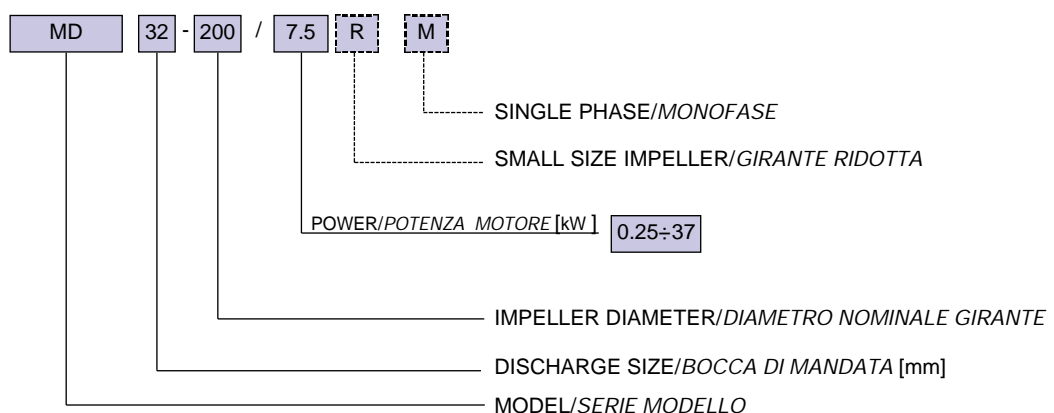 MD 32 - 200 / 7.5 R M
SINGLE PHASE/MONOFASE
SMALL SIZE IMPELLER/GIRANTE RIDOTTA
POWER/POTENZA MOTORE [kW ] 0.25÷37
IMPELLER DIAMETER/DIAMETRO NOMINALE GIRANTE
DISCHARGE SIZE/BOCCA DI MANDATA [mm]
MODEL/SERIE MODELLO